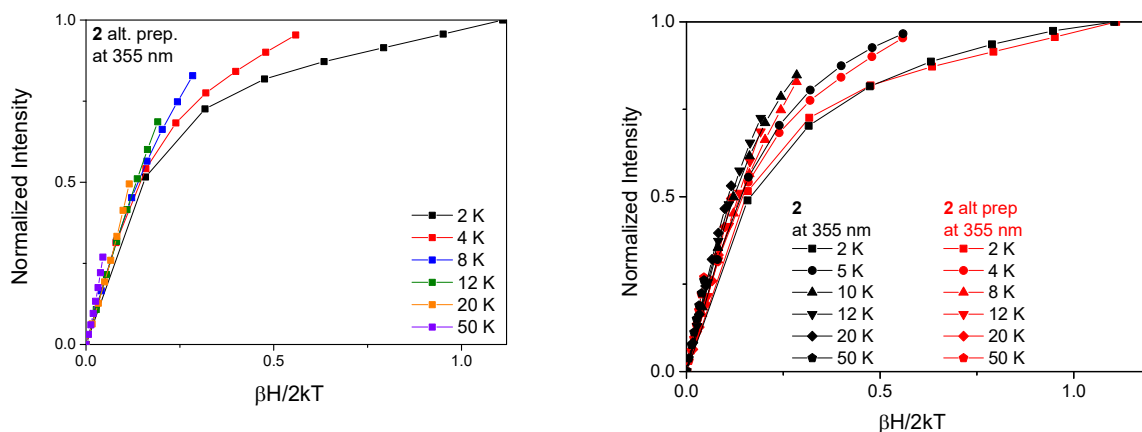 1.0
2 alt. prep.
at 355 nm
Normalized Intensity
0.5
2 K
4 K
8 K
12 K
20 K
50 K
0.0
0.0 0.5 1.0
βH/2kT
1.0
Normalized Intensity
0.5
2
at 355 nm
2 K
5 K
10 K
12 K
20 K
50 K
2 alt prep
at 355 nm
2 K
4 K
8 K
12 K
20 K
50 K
0.0
0.0 0.5 1.0
βH/2kT